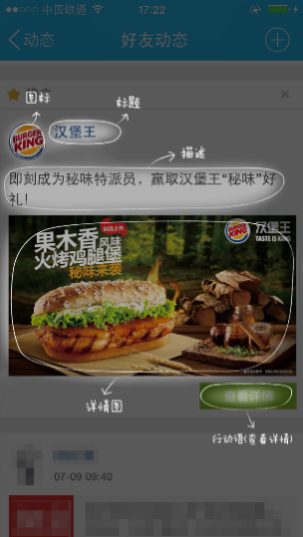 中国联通 17:22
动态 好友动态
图标 标题
BURGER KING 汉堡王
描述
即刻成为秘味特派员，赢取汉堡王“秘味”好
礼！
果木香风味
火烤鸡腿堡
秘味来袭
BURGER KING 汉堡王
TASTE IS KING
查看详情
详情图
行动语(查看详情)
07-09 09:40